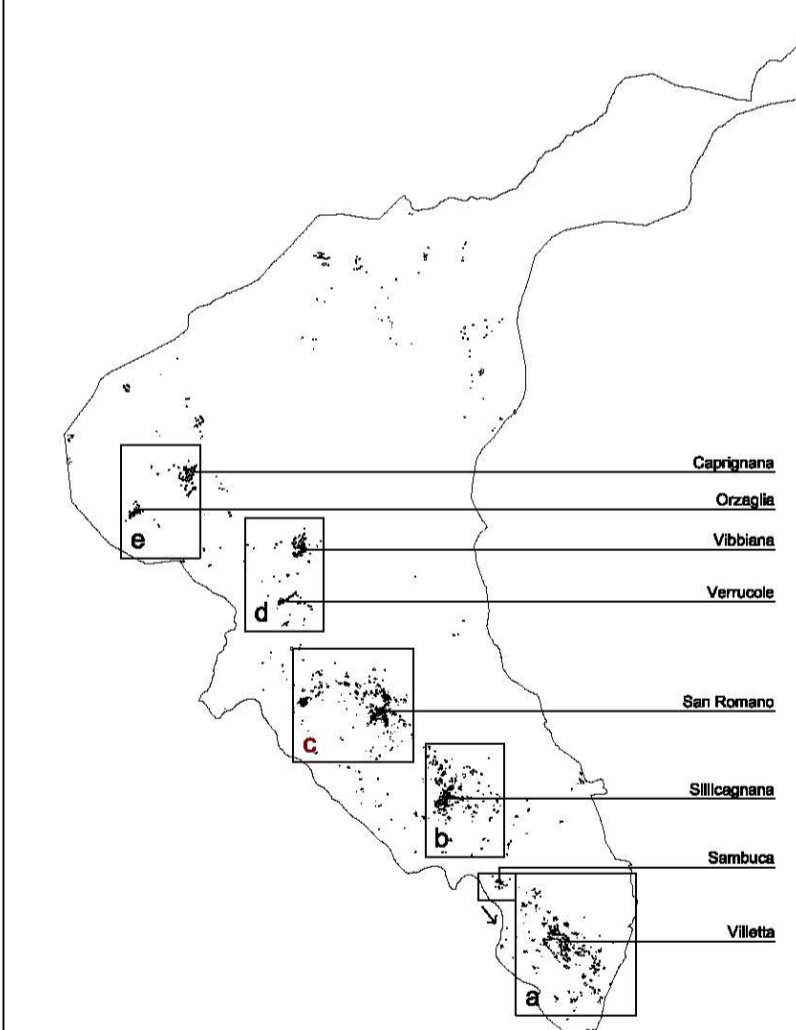 Caprignana
Orzaglia
e
Vibbiana
Verrucole
d
San Romano
c
Sillicagnana
b
Sambuca
Villetta
a